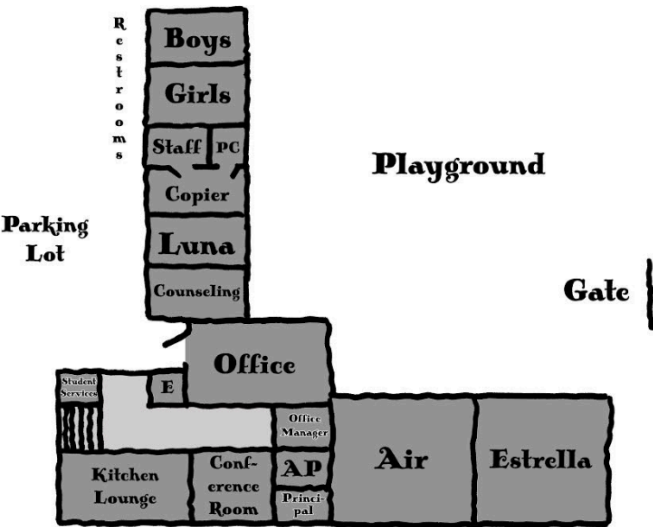 Restrooms
Boys
Girls
Staff
PC
Copier
Luna
Counseling
Playground
Parking
Lot
Gate
Office
Student
Services
E
Office
Manager
Kitchen
Lounge
Conf-
erence
Room
AP
Princi-
pal
Air
Estrella